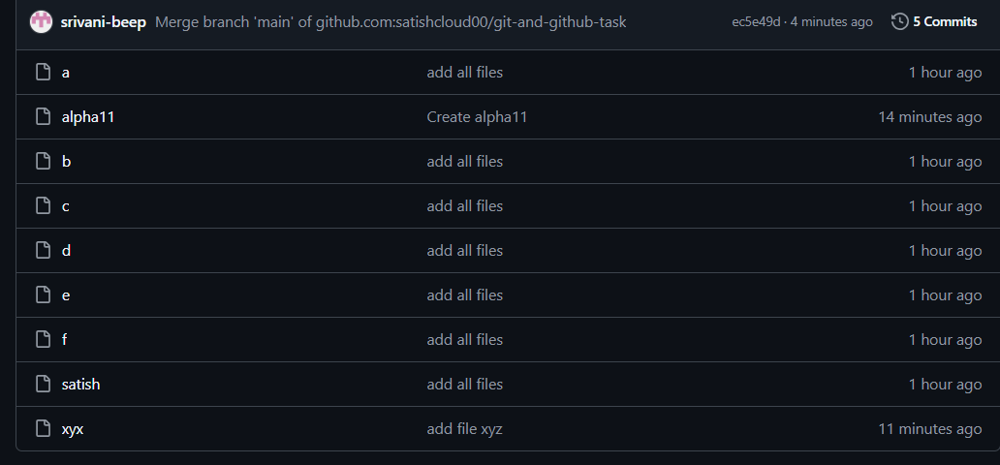 srivani-beep Merge branch 'main' of github.com:satishcloud00/git-and-github-task ec5e49d · 4 minutes ago 5 Commits
a add all files 1 hour ago
alpha11 Create alpha11 14 minutes ago
b add all files 1 hour ago
c add all files 1 hour ago
d add all files 1 hour ago
e add all files 1 hour ago
f add all files 1 hour ago
satish add all files 1 hour ago
xyx add file xyz 11 minutes ago